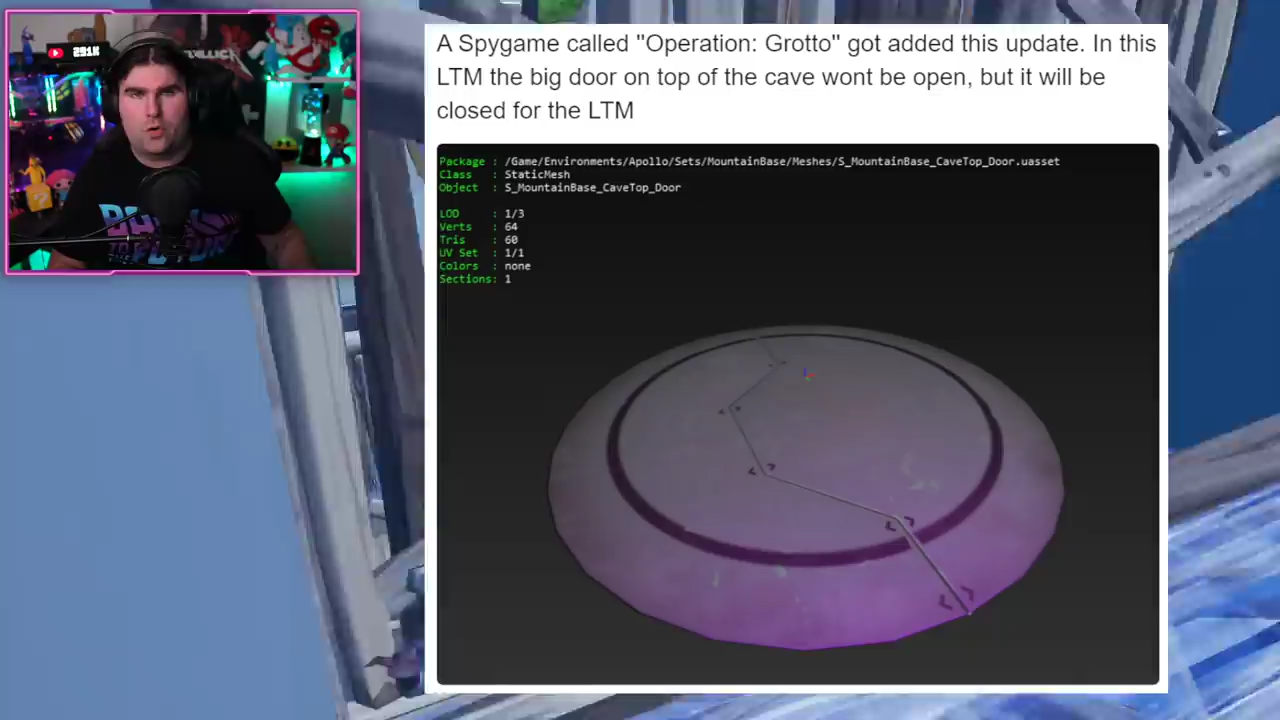 291K
METALLICA
A Spygame called "Operation: Grotto" got added this update. In this
LTM the big door on top of the cave wont be open, but it will be
closed for the LTM
Package : /Game/Environments/Apollo/Sets/MountainBase/Meshes/S_MountainBase_CaveTop_Door.uasset
Class : StaticMesh
Object : S_MountainBase_CaveTop_Door
LOD : 1/3
Verts : 64
Tris : 60
UV Set : 1/1
Colors : none
Sections: 1